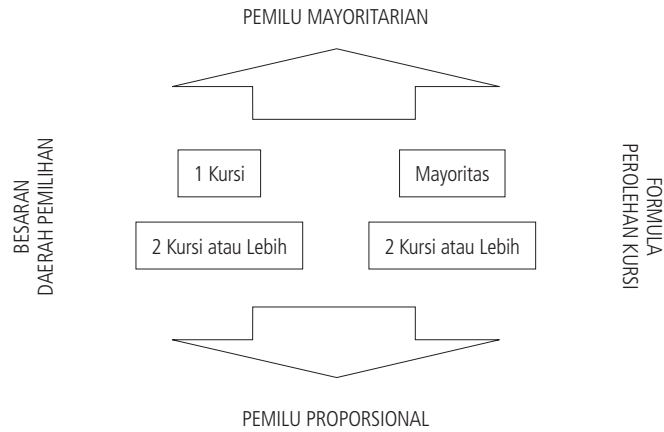 PEMILU MAYORITARIAN
BESARAN
DAERAH PEMILIHAN
1 Kursi
Mayoritas
2 Kursi atau Lebih
2 Kursi atau Lebih
FORMULA
PEROLEHAN KURSI
PEMILU PROPORSIONAL